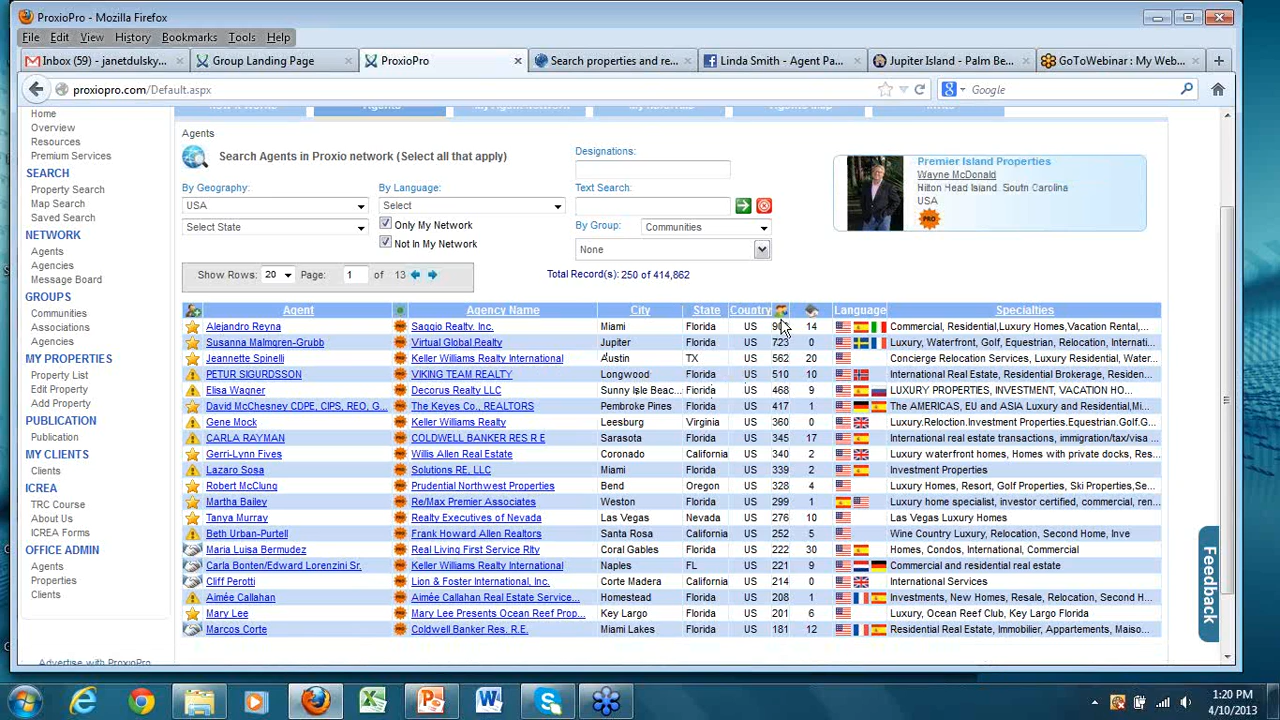 ProxioPro - Mozilla Firefox
File Edit View History Bookmarks Tools Help
Inbox (59) - janetdulsky... Group Landing Page ProxioPro Search properties and re... Linda Smith - Agent Pa... Jupiter Island - Palm Be... GoToWebinar : My Web...
proxiopro.com/Default.aspx Google
Home
Overview
Resources
Premium Services
SEARCH
Property Search
Map Search
Saved Search
NETWORK
Agents
Agencies
Message Board
GROUPS
Communities
Associations
Agencies
MY PROPERTIES
Property List
Edit Property
Add Property
PUBLICATION
Publication
MY CLIENTS
Clients
ICREA
TRC Course
About Us
ICREA Forms
OFFICE ADMIN
Agents
Properties
Clients
Advertise with ProxioPro
Agents
Search Agents in Proxio network (Select all that apply)
Designations:
By Geography: By Language: Text Search:
USA Select
Select State Only My Network By Group: Communities
Not In My Network None
Premier Island Properties
Wayne McDonald
Hilton Head Island South Carolina
USA
PRO
Show Rows: 20 Page: 1 of 13 Total Record(s): 250 of 414,862
Agent Agency Name City State Country Language Specialties
Alejandro Reyna Saggio Realty, Inc. Miami Florida US 14 Commercial, Residential,Luxury Homes,Vacation Rental,...
Susanna Malmgren-Grubb Virtual Global Realty Jupiter Florida US 723 0 Luxury, Waterfront, Golf, Equestrian, Relocation, Internati...
Jeannette Spinelli Keller Williams Realty International Austin TX US 562 20 Concierge Relocation Services, Luxury Residential, Water...
PETUR SIGURDSSON VIKING TEAM REALTY Longwood Florida US 510 10 International Real Estate, Residential Brokerage, Residen...
Elisa Wagner Decorus Realty LLC Sunny Isle Beac... Florida US 468 9 LUXURY PROPERTIES, INVESTMENT, VACATION HO...
David McChesney CDPE, CIPS, REO, G... The Keyes Co., REALTORS Pembroke Pines Florida US 417 1 The AMERICAS, EU and ASIA Luxury and Residential,Mi...
Gene Mock Keller Williams Realty Leesburg Virginia US 360 0 Luxury.Reloction.Investment Properties.Equestrian.Golf.G...
CARLA RAYMAN COLDWELL BANKER RES R E Sarasota Florida US 345 17 International real estate transactions, immigration/tax/visa ...
Gerri-Lynn Fives Willis Allen Real Estate Coronado California US 340 2 Luxury waterfront homes, Homes with private docks, Res...
Lazaro Sosa Solutions RE, LLC Miami Florida US 339 2 Investment Properties
Robert McClung Prudential Northwest Properties Bend Oregon US 328 4 Luxury Homes, Resort, Golf Properties, Ski Properties,Se...
Martha Bailey Re/Max Premier Associates Weston Florida US 299 1 Luxury home specialist, investor certified, commercial, ren...
Tanya Murray Realty Executives of Nevada Las Vegas Nevada US 276 10 Las Vegas Luxury Homes
Beth Urban-Purtell Frank Howard Allen Realtors Santa Rosa California US 252 5 Wine Country Luxury, Relocation, Second Home, Inve
Maria Luisa Bermudez Real Living First Service Rlty Coral Gables Florida US 222 30 Homes, Condos, International, Commercial
Carla Bonten/Edward Lorenzini Sr. Keller Williams Realty International Naples FL US 221 9 Commercial and residential real estate
Cliff Perotti Lion & Foster International, Inc. Corte Madera California US 214 0 International Services
Aimée Callahan Aimée Callahan Real Estate Service... Homestead Florida US 208 1 Investments, New Homes, Resale, Relocation, Second H...
Mary Lee Mary Lee Presents Ocean Reef Prop... Key Largo Florida US 201 6 Luxury, Ocean Reef Club, Key Largo Florida
Marcos Corte Coldwell Banker Res. R.E. Miami Lakes Florida US 181 12 Residential Real Estate, Immobilier, Appartements, Maiso...
Feedback
1:20 PM
4/10/2013